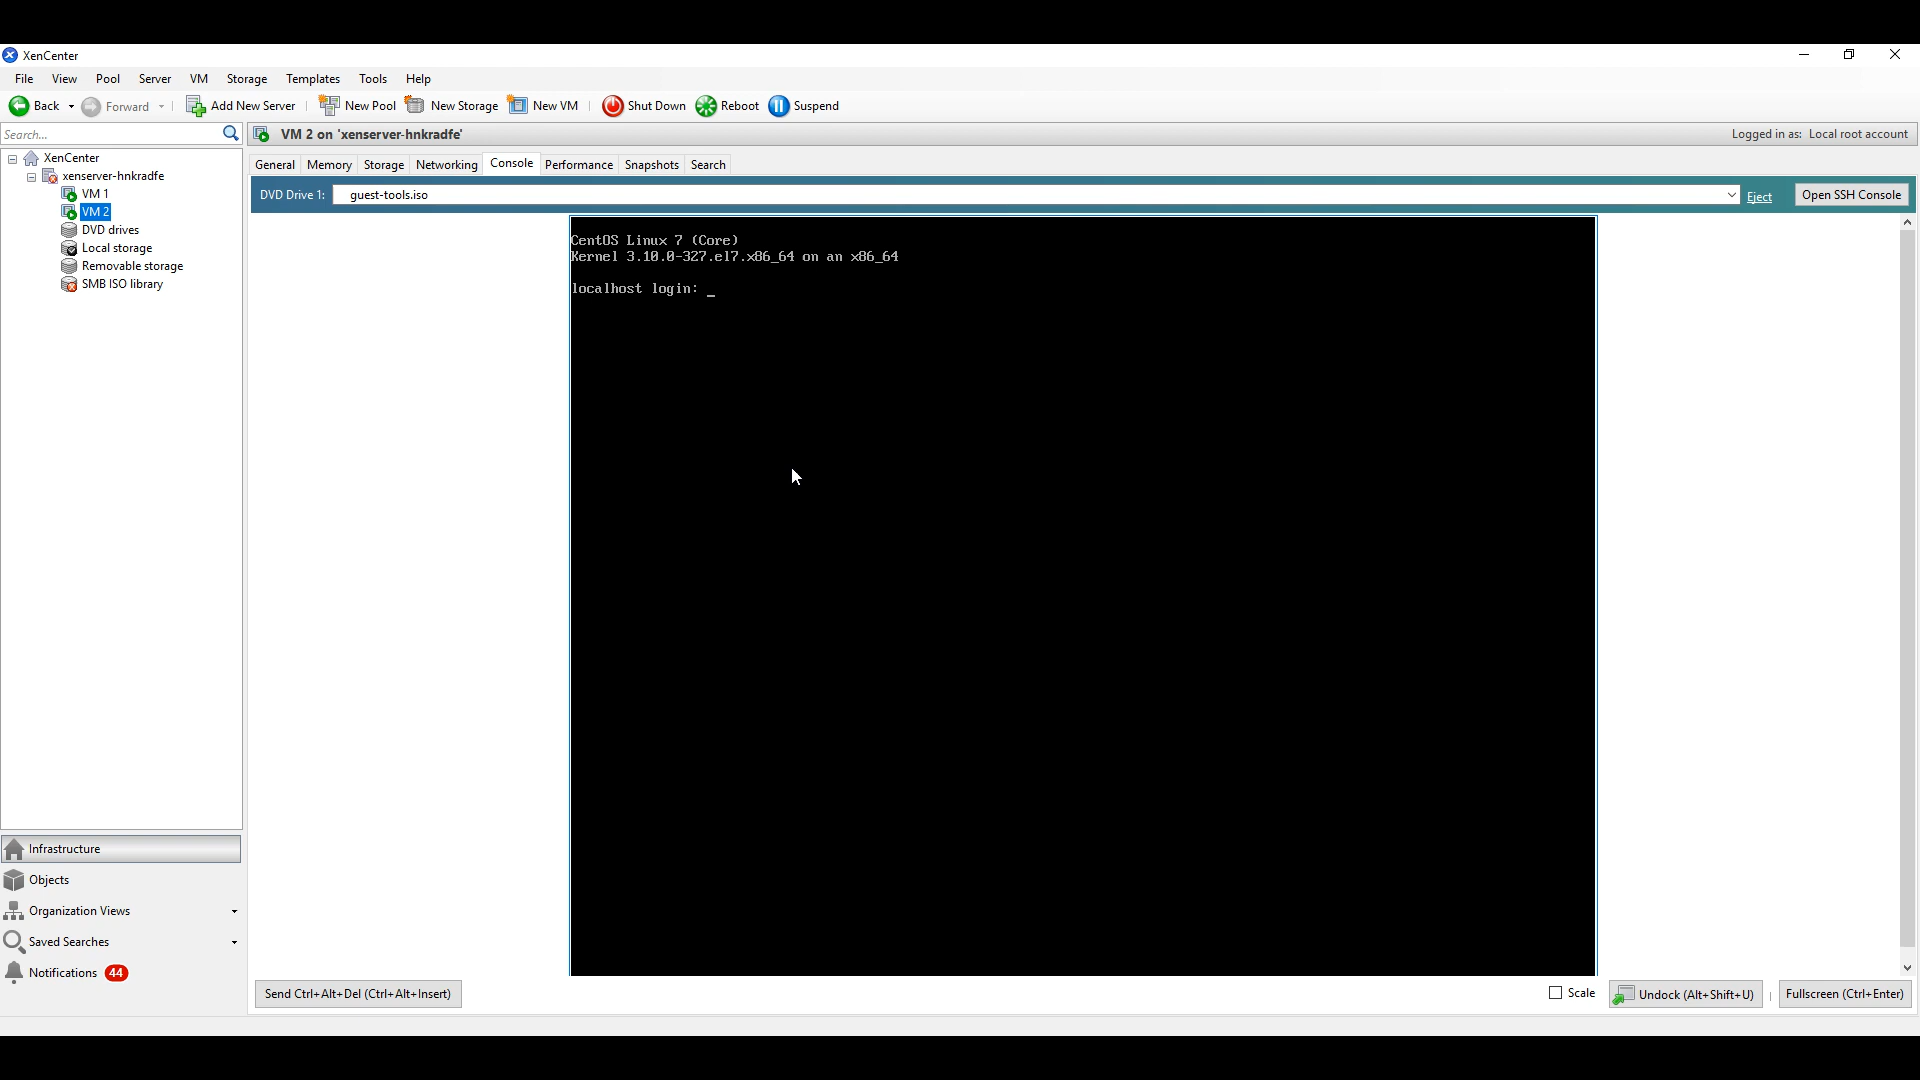 XenCenter
File View Pool Server VM Storage Templates Tools Help
Back Forward Add New Server New Pool New Storage New VM Shut Down Reboot Suspend
Search...
VM 2 on 'xenserver-hnkradfe'
Logged in as: Local root account
XenCenter
xenserver-hnkradfe
VM 1
VM 2
DVD drives
Local storage
Removable storage
SMB ISO library
General Memory Storage Networking Console Performance Snapshots Search
DVD Drive 1: guest-tools.iso Eject Open SSH Console
CentOS Linux 7 (Core)
Kernel 3.10.0-327.el7.x86_64 on an x86_64
localhost login: _
Infrastructure
Objects
Organization Views
Saved Searches
Notifications 44
Send Ctrl+Alt+Del (Ctrl+Alt+Insert)
Scale Undock (Alt+Shift+U) | Fullscreen (Ctrl+Enter)